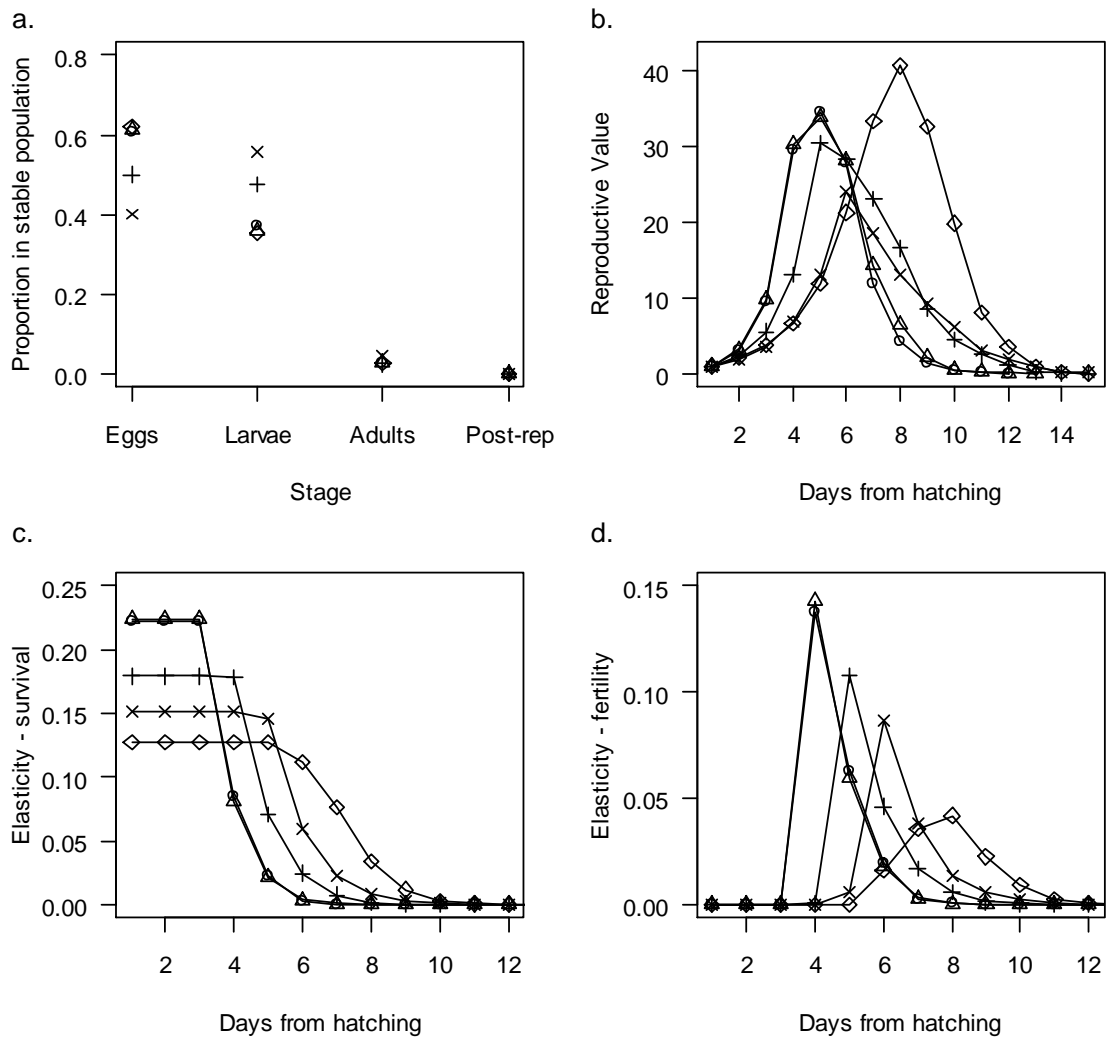 a.
Proportion in stable population
0.8
0.6
0.4
0.2
0.0
Eggs Larvae Adults Post-rep
Stage
b.
Reproductive Value
40
30
20
10
0
2 4 6 8 10 12 14
Days from hatching
c.
Elasticity - survival
0.25
0.20
0.15
0.10
0.05
0.00
2 4 6 8 10 12
Days from hatching
d.
Elasticity - fertility
0.15
0.10
0.05
0.00
2 4 6 8 10 12
Days from hatching